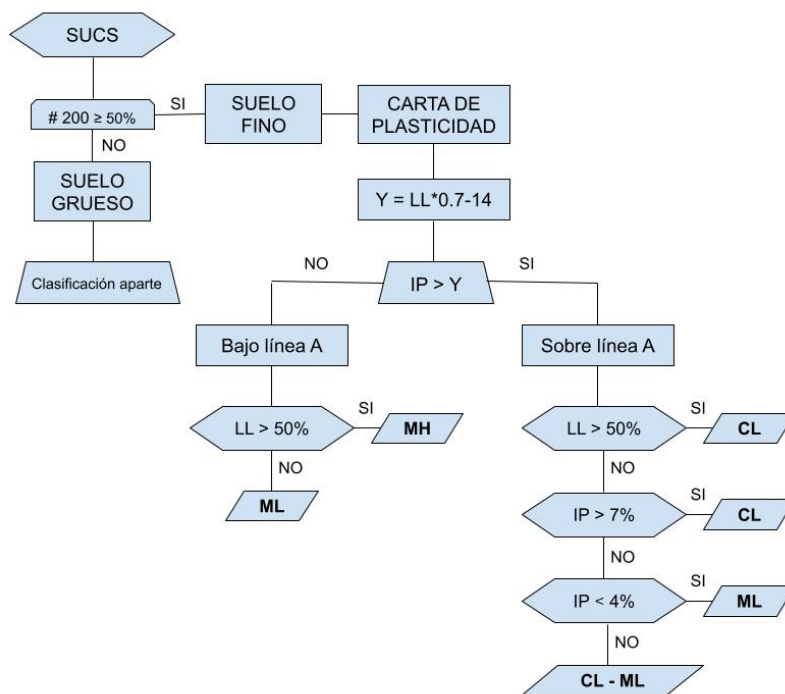 SUCS
# 200 ≥ 50%
SI
SUELO
FINO
CARTA DE
PLASTICIDAD
NO
SUELO
GRUESO
Y = LL*0.7-14
Clasificación aparte
NO
IP > Y
SI
Bajo línea A
Sobre línea A
LL > 50%
SI
MH
LL > 50%
SI
CL
NO
NO
ML
IP > 7%
SI
CL
NO
IP < 4%
SI
ML
NO
CL - ML